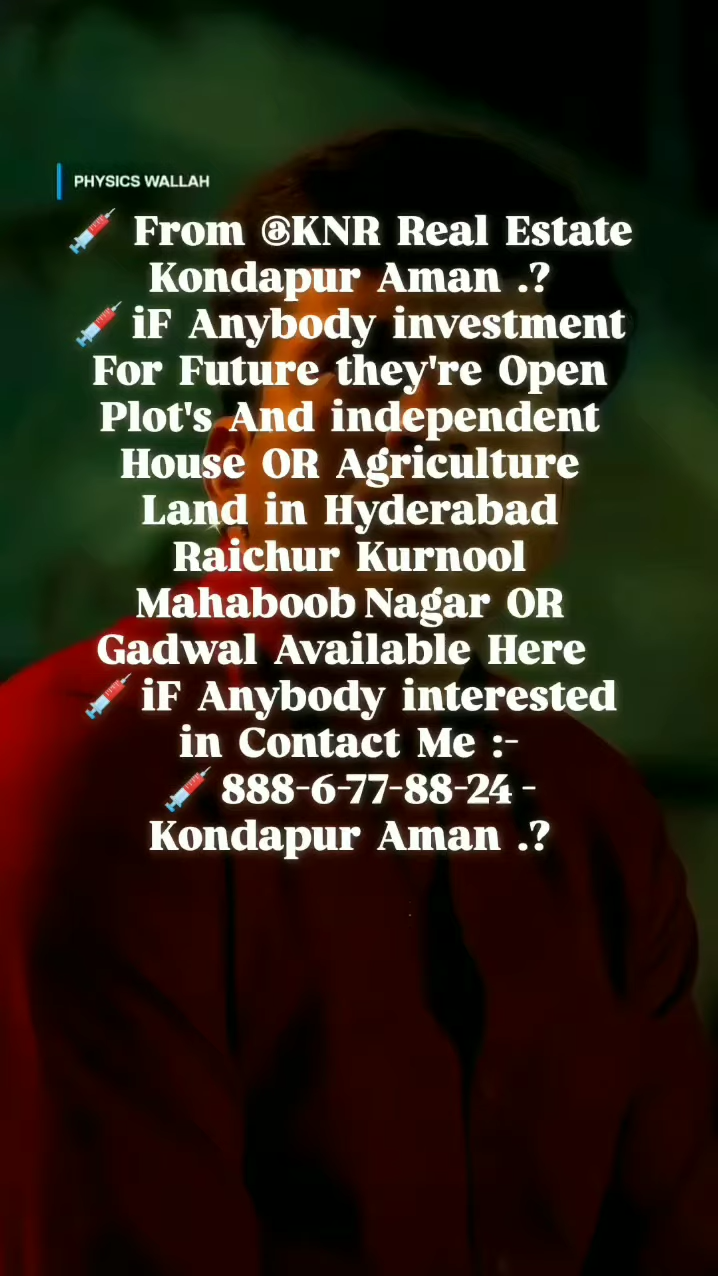 PHYSICS WALLAH
💉 From @KNR Real Estate
Kondapur Aman .?
💉 iF Anybody investment
For Future they're Open
Plot's And independent
House OR Agriculture
Land in Hyderabad
Raichur Kurnool
Mahaboob Nagar OR
Gadwal Available Here
💉 iF Anybody interested
in Contact Me :-
💉 888-6-77-88-24 -
Kondapur Aman .?